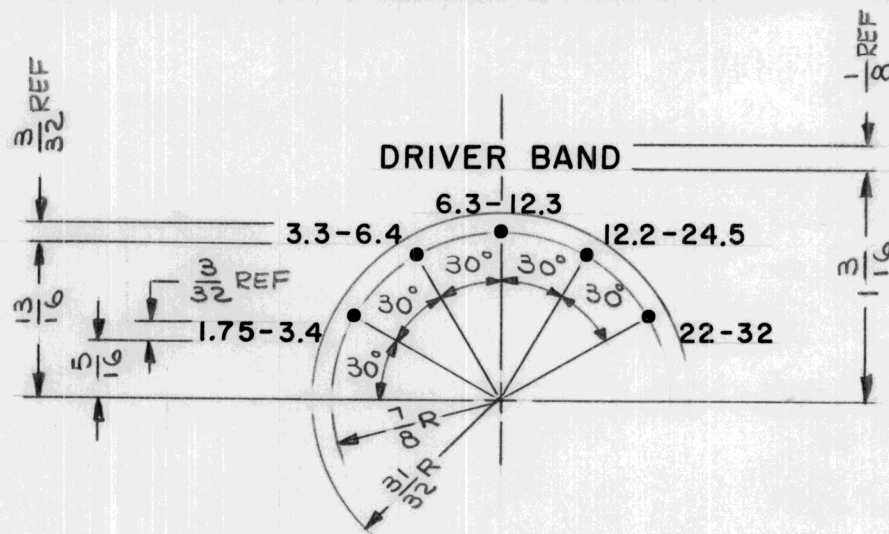 1/8 REF
3/32 REF
DRIVER BAND
6.3-12.3
3.3-6.4
12.2-24.5
30°
30°
3/32 REF
30°
30°
13/16
1 3/16
1.75-3.4
22-32
5/16
30°
7/8 R
31/32 R